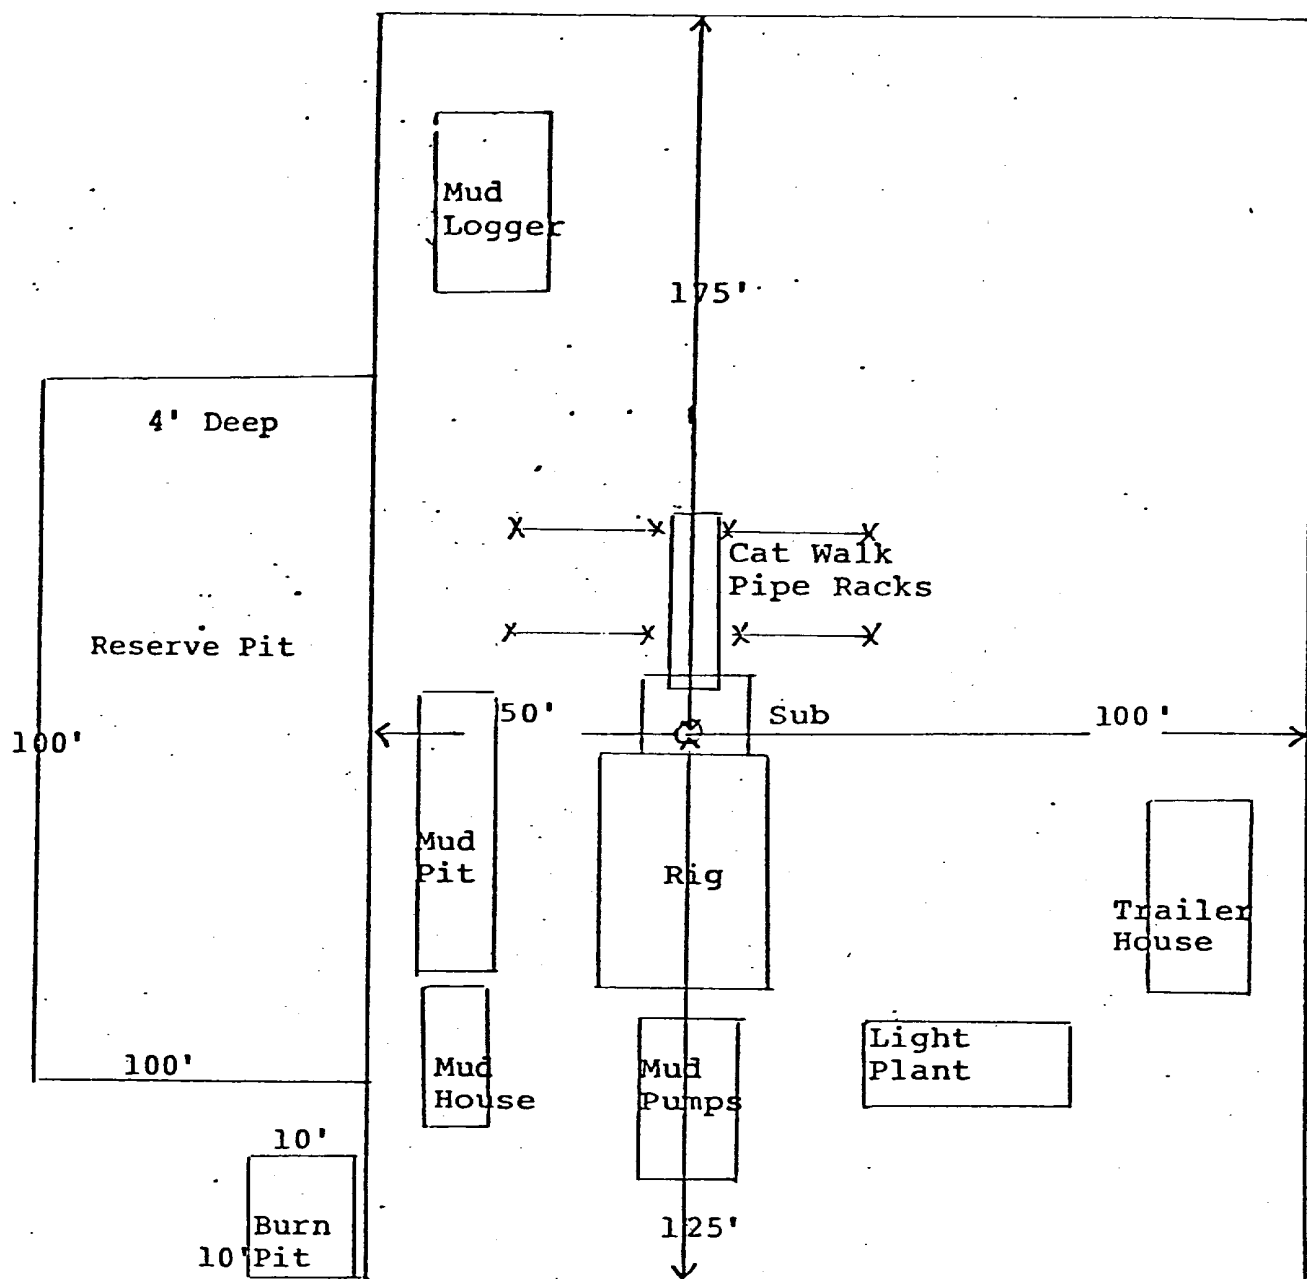 Mud
Logger
175'
4' Deep
Cat Walk
Pipe Racks
Reserve Pit
50'
Sub
100'
100'
Mud
Pit
Rig
Trailer
House
Light
Plant
100'
Mud
House
Mud
Pumps
10'
Burn
10'Pit
125'